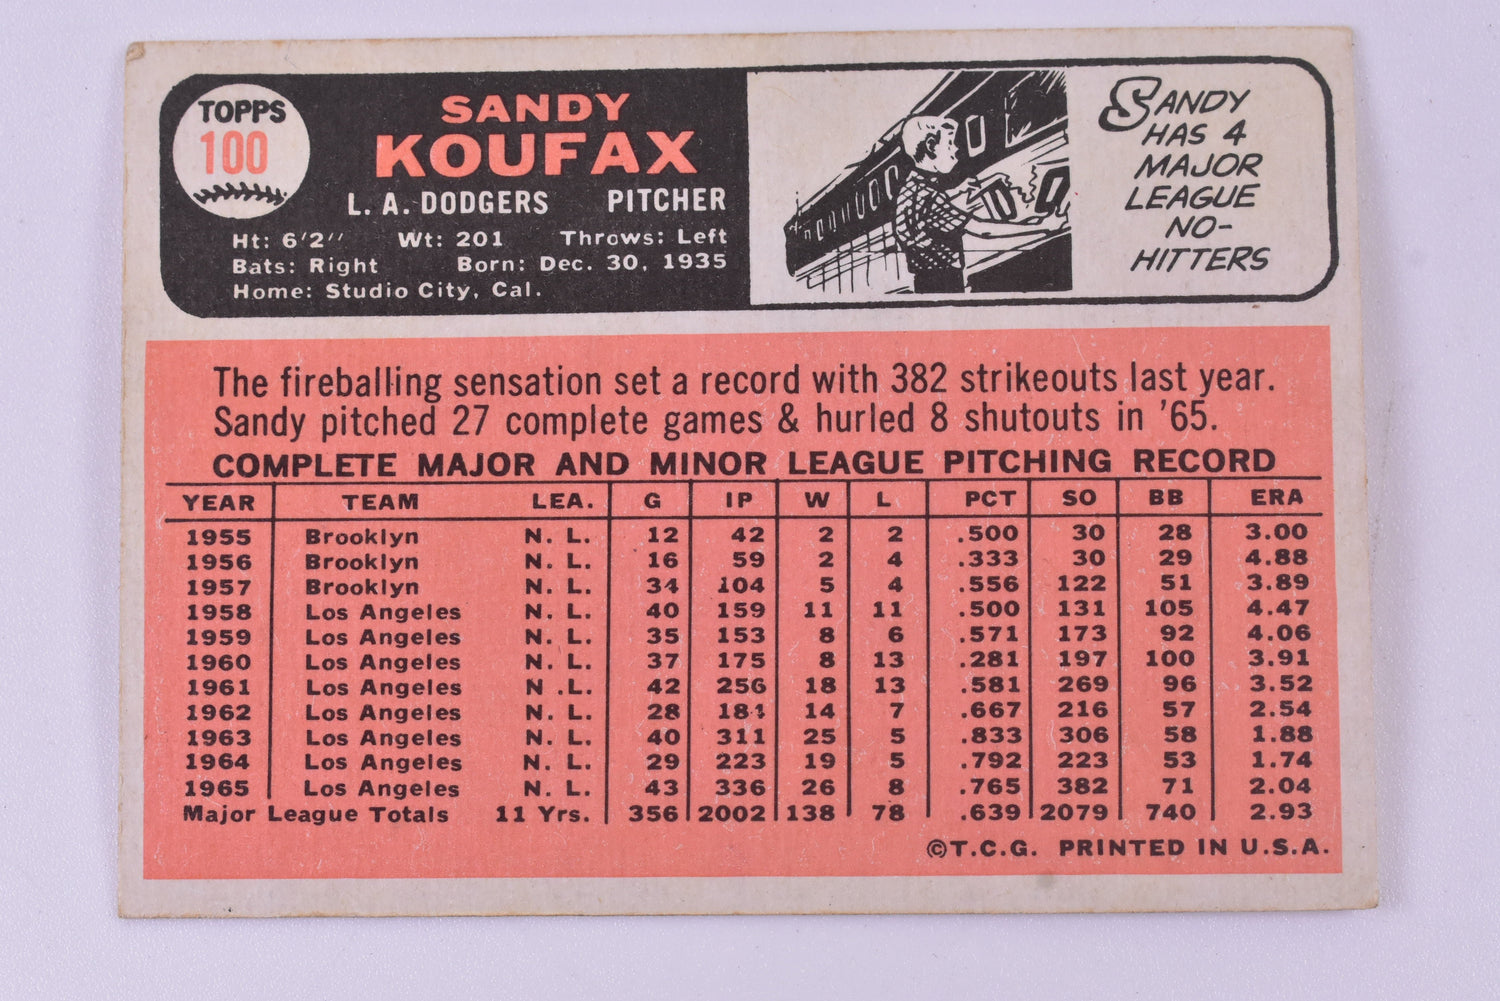 TOPPS
100
SANDY
KOUFAX
L. A. DODGERS PITCHER
Ht: 6'2" Wt: 201 Throws: Left
Bats: Right Born: Dec. 30, 1935
Home: Studio City, Cal.
SANDY
HAS 4
MAJOR
LEAGUE
NO-
HITTERS
The fireballing sensation set a record with 382 strikeouts last year.
Sandy pitched 27 complete games & hurled 8 shutouts in '65.
COMPLETE MAJOR AND MINOR LEAGUE PITCHING RECORD
YEAR TEAM LEA. G IP W L PCT SO BB ERA
1955 Brooklyn N. L. 12 42 2 2 .500 30 28 3.00
1956 Brooklyn N. L. 16 59 2 4 .333 30 29 4.88
1957 Brooklyn N. L. 34 104 5 4 .556 122 51 3.89
1958 Los Angeles N. L. 40 159 11 11 .500 131 105 4.47
1959 Los Angeles N. L. 35 153 8 6 .571 173 92 4.06
1960 Los Angeles N. L. 37 175 8 13 .281 197 100 3.91
1961 Los Angeles N .L. 42 256 18 13 .581 269 96 3.52
1962 Los Angeles N. L. 28 184 14 7 .667 216 57 2.54
1963 Los Angeles N. L. 40 311 25 5 .833 306 58 1.88
1964 Los Angeles N. L. 29 223 19 5 .792 223 53 1.74
1965 Los Angeles N. L. 43 336 26 8 .765 382 71 2.04
Major League Totals 11 Yrs. 356 2002 138 78 .639 2079 740 2.93
©T.C.G. PRINTED IN U.S.A.